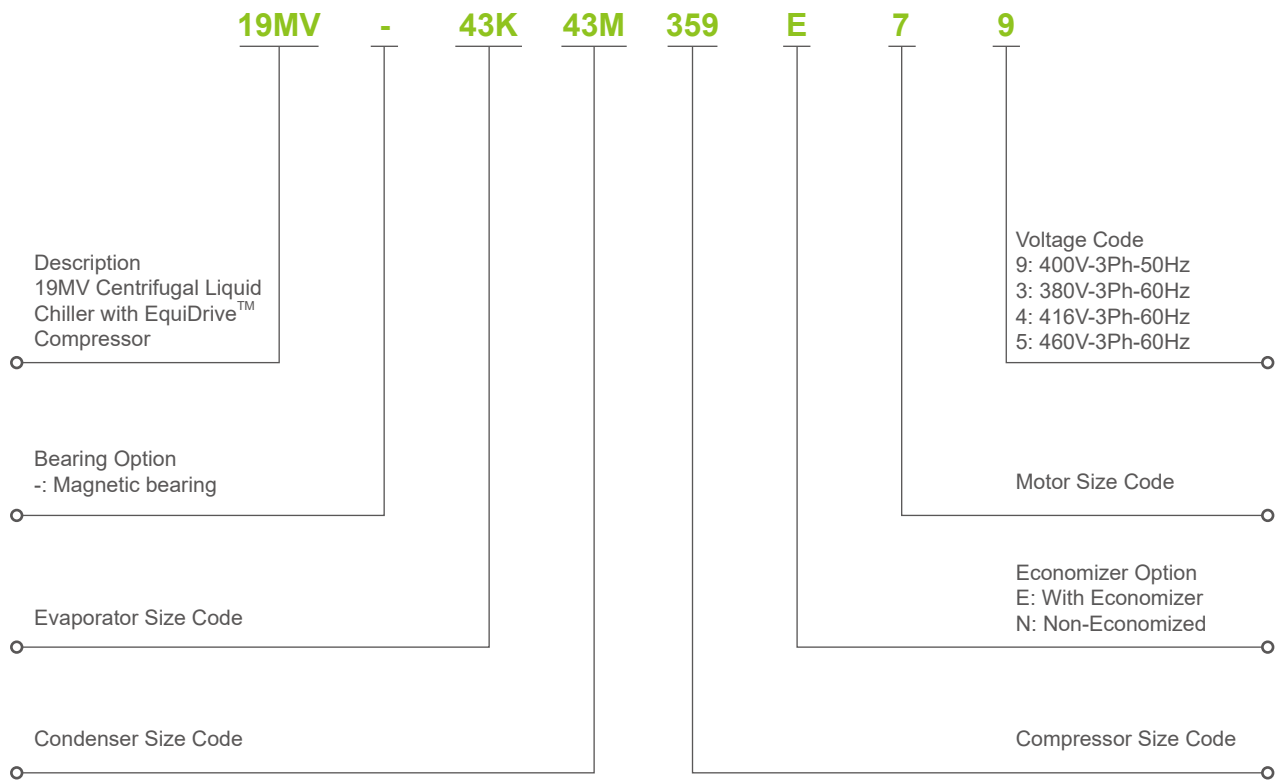 19MV - 43K 43M 359 E 7 9
Description
19MV Centrifugal Liquid
Chiller with EquiDrive™
Compressor
Bearing Option
-: Magnetic bearing
Evaporator Size Code
Condenser Size Code
Voltage Code
9: 400V-3Ph-50Hz
3: 380V-3Ph-60Hz
4: 416V-3Ph-60Hz
5: 460V-3Ph-60Hz
Motor Size Code
Economizer Option
E: With Economizer
N: Non-Economized
Compressor Size Code